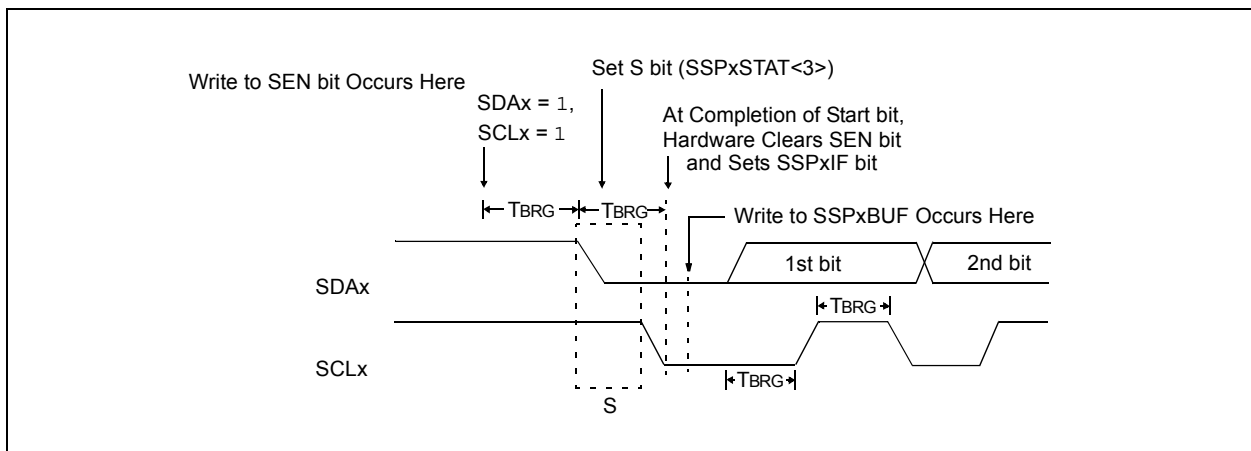 Write to SEN bit Occurs Here
Set S bit (SSPxSTAT<3>)
SDAx = 1,
SCLx = 1
At Completion of Start bit,
Hardware Clears SEN bit
and Sets SSPxIF bit
TBRG
TBRG
Write to SSPxBUF Occurs Here
1st bit
2nd bit
SDAx
TBRG
SCLx
TBRG
S